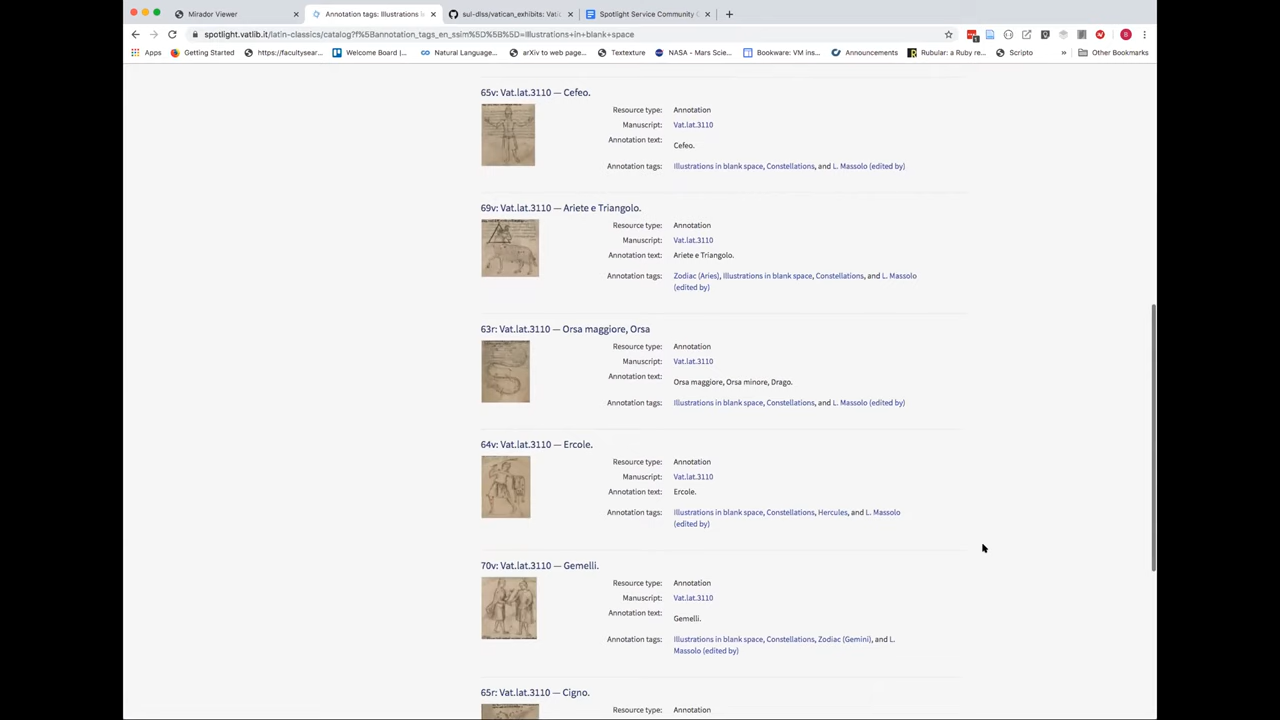 Mirador Viewer
Annotation tags: Illustrations i
sul-dlss/vatican_exhibits: Vati
Spotlight Service Community C
spotlight.vatlib.it/latin-classics/catalog?f%5Bannotation_tags_en_ssim%5D%5B%5D=Illustrations+in+blank+space
Apps
Getting Started
https://facultysear...
Welcome Board |...
Natural Language...
arXiv to web page...
Textexture
NASA - Mars Scie...
Bookware: VM ins...
Announcements
Rubular: a Ruby re...
Scripto
»
Other Bookmarks
65v: Vat.lat.3110 — Cefeo.
Resource type: Annotation
Manuscript: Vat.lat.3110
Annotation text: Cefeo.
Annotation tags: Illustrations in blank space, Constellations, and L. Massolo (edited by)
69v: Vat.lat.3110 — Ariete e Triangolo.
Resource type: Annotation
Manuscript: Vat.lat.3110
Annotation text: Ariete e Triangolo.
Annotation tags: Zodiac (Aries), Illustrations in blank space, Constellations, and L. Massolo
(edited by)
63r: Vat.lat.3110 — Orsa maggiore, Orsa
Resource type: Annotation
Manuscript: Vat.lat.3110
Annotation text: Orsa maggiore, Orsa minore, Drago.
Annotation tags: Illustrations in blank space, Constellations, and L. Massolo (edited by)
64v: Vat.lat.3110 — Ercole.
Resource type: Annotation
Manuscript: Vat.lat.3110
Annotation text: Ercole.
Annotation tags: Illustrations in blank space, Constellations, Hercules, and L. Massolo
(edited by)
70v: Vat.lat.3110 — Gemelli.
Resource type: Annotation
Manuscript: Vat.lat.3110
Annotation text: Gemelli.
Annotation tags: Illustrations in blank space, Constellations, Zodiac (Gemini), and L.
Massolo (edited by)
65r: Vat.lat.3110 — Cigno.
Resource type: Annotation